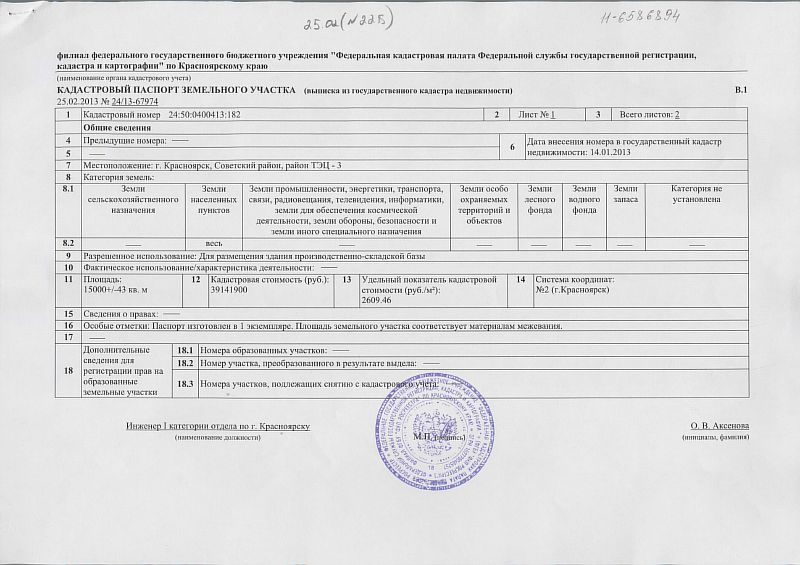 25.02 (№22Б)
11-6586894
филиал федерального государственного бюджетного учреждения "Федеральная кадастровая палата Федеральной службы государственной регистрации,
кадастра и картографии" по Красноярскому краю
(наименование органа кадастрового учета)
КАДАСТРОВЫЙ ПАСПОРТ ЗЕМЕЛЬНОГО УЧАСТКА (выписка из государственного кадастра недвижимости) В.1
25.02.2013 № 24/13-67974
1 Кадастровый номер 24:50:0400413:182 2 Лист № 1 3 Всего листов: 2
Общие сведения
4 Предыдущие номера: ——
5 ——
6 Дата внесения номера в государственный кадастр
недвижимости: 14.01.2013
7 Местоположение: г. Красноярск, Советский район, район ТЭЦ - 3
8 Категория земель:
8.1 Земли
сельскохозяйственного
назначения
Земли
населенных
пунктов
Земли промышленности, энергетики, транспорта,
связи, радиовещания, телевидения, информатики,
земли для обеспечения космической
деятельности, земли обороны, безопасности и
земли иного специального назначения
Земли особо
охраняемых
территорий и
объектов
Земли
лесного
фонда
Земли
водного
фонда
Земли
запаса
Категория не
установлена
8.2 —— весь —— —— —— —— —— ——
9 Разрешенное использование: Для размещения здания производственно-складской базы
10 Фактическое использование/характеристика деятельности: ——
11 Площадь:
15000+/-43 кв. м
12 Кадастровая стоимость (руб.):
39141900
13 Удельный показатель кадастровой
стоимости (руб./м²):
2609.46
14 Система координат:
№2 (г.Красноярск)
15 Сведения о правах: ——
16 Особые отметки: Паспорт изготовлен в 1 экземпляре. Площадь земельного участка соответствует материалам межевания.
17 ——
18 Дополнительные
сведения для
регистрации прав на
образованные
земельные участки
18.1 Номера образованных участков: ——
18.2 Номер участка, преобразованного в результате выдела: ——
18.3 Номера участков, подлежащих снятию с кадастрового учета:
Инженер I категории отдела по г. Красноярску
(наименование должности)
М.П. (подпись)
О. В. Аксенова
(инициалы, фамилия)